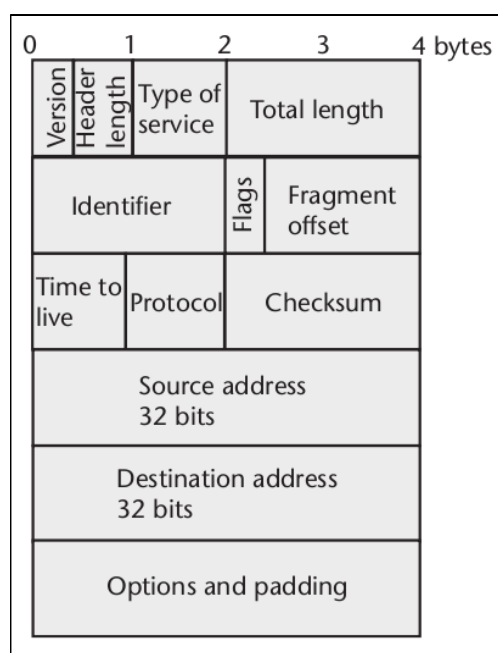 0 1 2 3 4 bytes
Version
Header
length
Type of
service
Total length
Identifier
Flags
Fragment
offset
Time to
live
Protocol
Checksum
Source address
32 bits
Destination address
32 bits
Options and padding